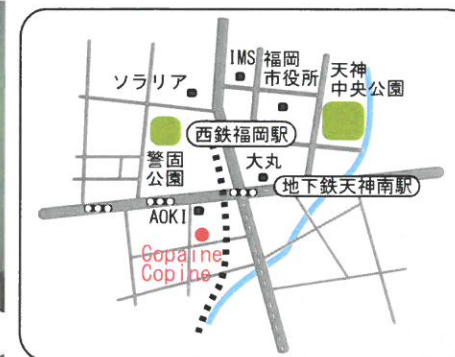 IMS
福岡
市役所
天神
中央公園
ソラリア
西鉄福岡駅
警固
公園
大丸
地下鉄天神南駅
AOKI
Copaine
Copine